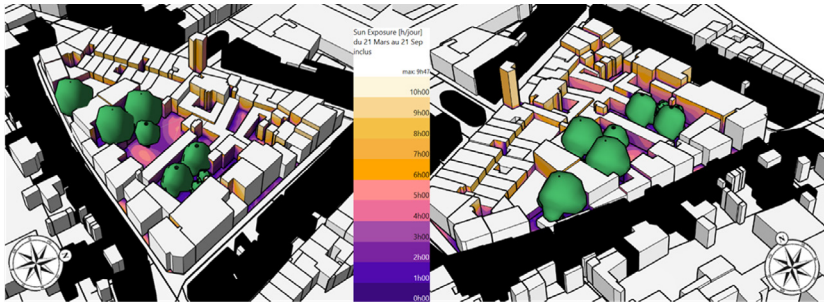 Sun Exposure [h/jour]
du 21 Mars au 21 Sep
inclus
max: 9h47
10h00
9h00
8h00
7h00
6h00
5h00
4h00
3h00
2h00
1h00
0h00
N